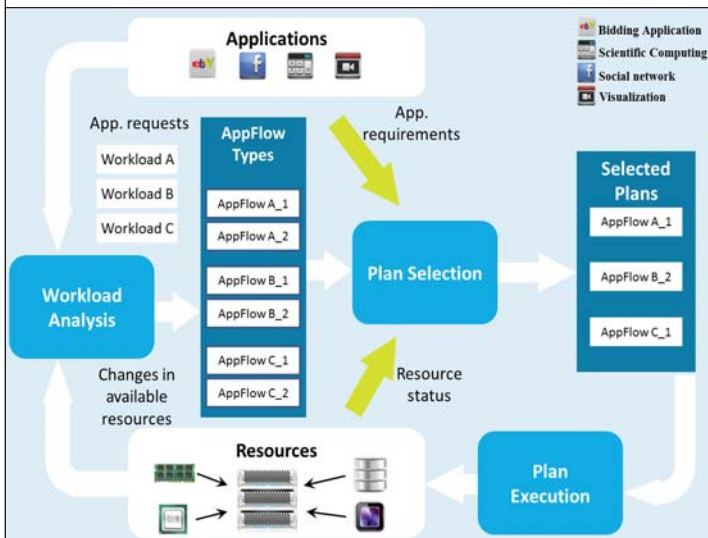 Applications
ebY
f
Bidding Application
Scientific Computing
Social network
Visualization
App. requests
Workload A
Workload B
Workload C
AppFlow
Types
AppFlow A_1
AppFlow A_2
AppFlow B_1
AppFlow B_2
AppFlow C_1
AppFlow C_2
App.
requirements
Workload
Analysis
Plan Selection
Selected
Plans
AppFlow A_1
AppFlow B_2
AppFlow C_1
Changes in
available
resources
Resource
status
Resources
Plan
Execution